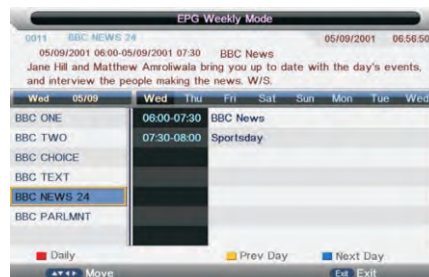 EPG Weekly Mode
0011 BBC NEWS 24 05/09/2001 06:56:50
05/09/2001 06:00-05/09/2001 07:30 BBC News
Jane Hill and Matthew Amroliwala bring you up to date with the day's events,
and interview the people making the news. W/S.
Wed 05/09 Wed Thu Fri Sat Sun Mon Tue Wed
BBC ONE 06:00-07:30 BBC News
BBC TWO 07:30-08:00 Sportsday
BBC CHOICE
BBC TEXT
BBC NEWS 24
BBC PARLMNT
Daily Prev Day Next Day
Move Exit Exit